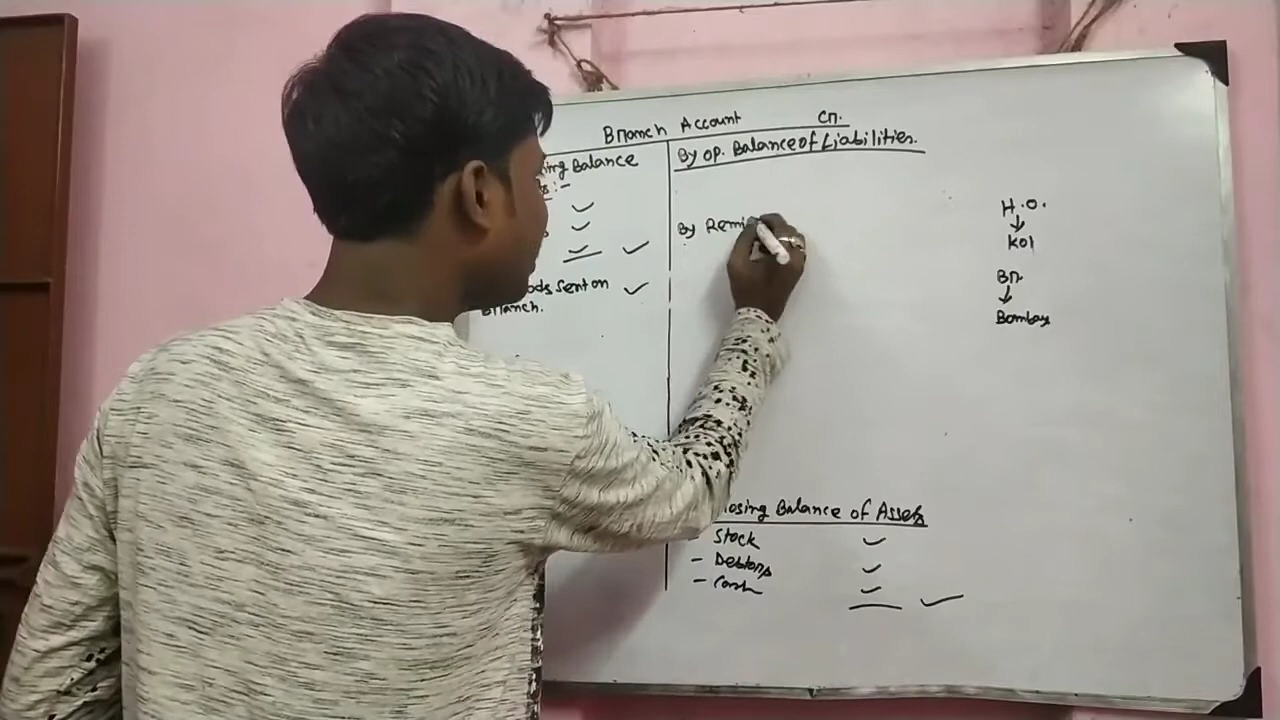 Branch Account Cr.
ing Balance
:-
ods Sent on
Branch.
By Op. Balance of Liabilities.
By Remi
losing Balance of Assets
Stock
- Debtors
- Cash
H.O.
↓
Kol
Br.
↓
Bombay